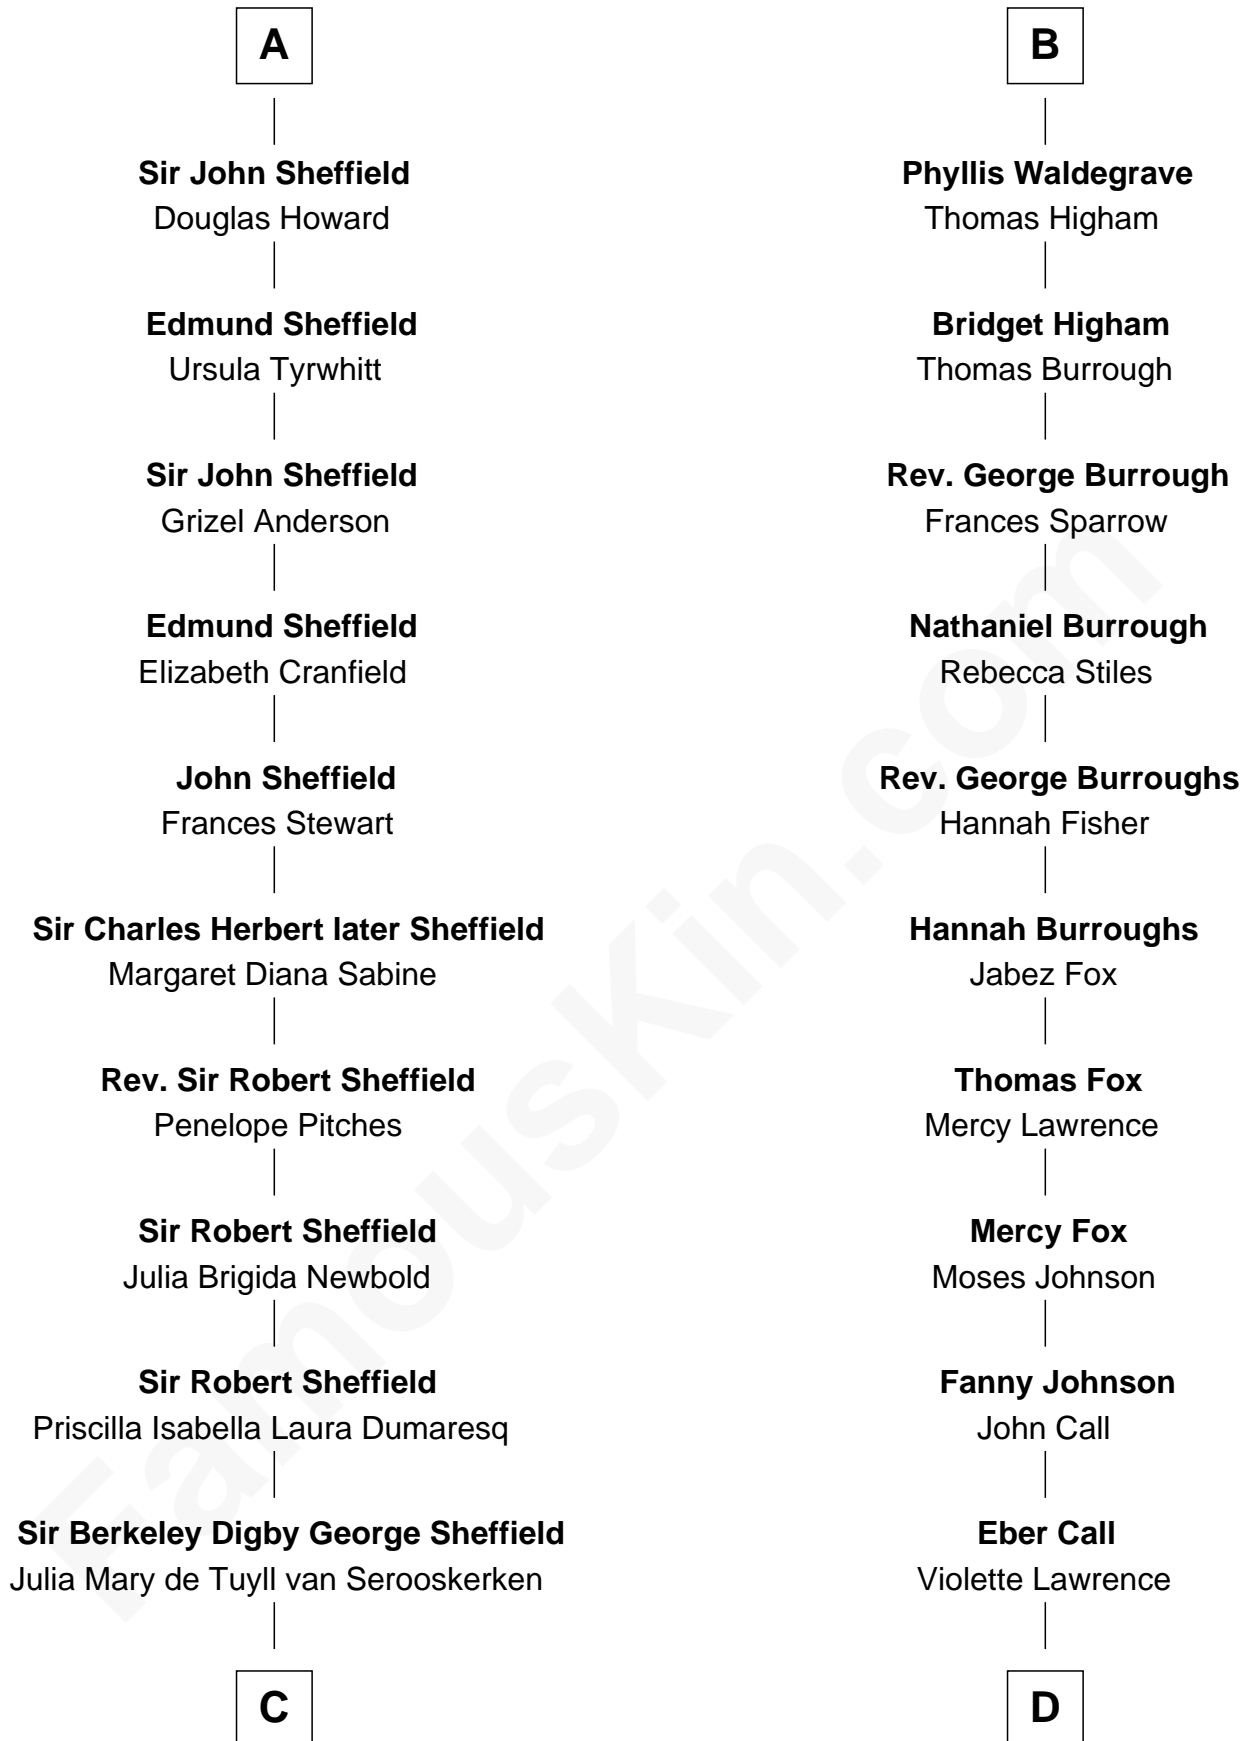 A
Sir John Sheffield
Douglas Howard
Edmund Sheffield
Ursula Tyrwhitt
Sir John Sheffield
Grizel Anderson
Edmund Sheffield
Elizabeth Cranfield
John Sheffield
Frances Stewart
Sir Charles Herbert later Sheffield
Margaret Diana Sabine
Rev. Sir Robert Sheffield
Penelope Pitches
Sir Robert Sheffield
Julia Brigida Newbold
Sir Robert Sheffield
Priscilla Isabella Laura Dumaresq
Sir Berkeley Digby George Sheffield
Julia Mary de Tuyll van Serooskerken
C
B
Phyllis Waldegrave
Thomas Higham
Bridget Higham
Thomas Burrough
Rev. George Burrough
Frances Sparrow
Nathaniel Burrough
Rebecca Stiles
Rev. George Burroughs
Hannah Fisher
Hannah Burroughs
Jabez Fox
Thomas Fox
Mercy Lawrence
Mercy Fox
Moses Johnson
Fanny Johnson
John Call
Eber Call
Violette Lawrence
D
FamousKin.com